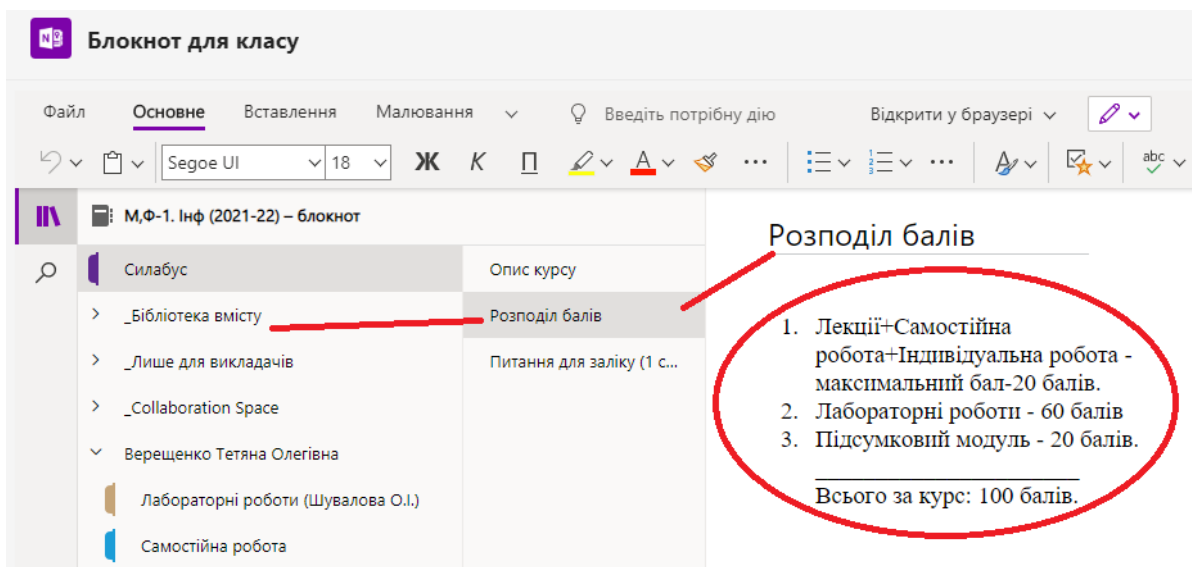 Блокнот для класу
Файл Основне Вставлення Малювання Введіть потрібну дію Відкрити у браузері
Segoe UI 18 Ж К П А abc
М,Ф-1. Інф (2021-22) – блокнот
Силабус
_Бібліотека вмісту
_Лише для викладачів
_Collaboration Space
Верещенко Тетяна Олегівна
Лабораторні роботи (Шувалова О.І.)
Самостійна робота
Опис курсу
Розподіл балів
Питання для заліку (1 с...
Розподіл балів
1. Лекції+Самостійна
робота+Індивідуальна робота -
максимальний бал-20 балів.
2. Лабораторні роботи - 60 балів
3. Підсумковий модуль - 20 балів.
Всього за курс: 100 балів.